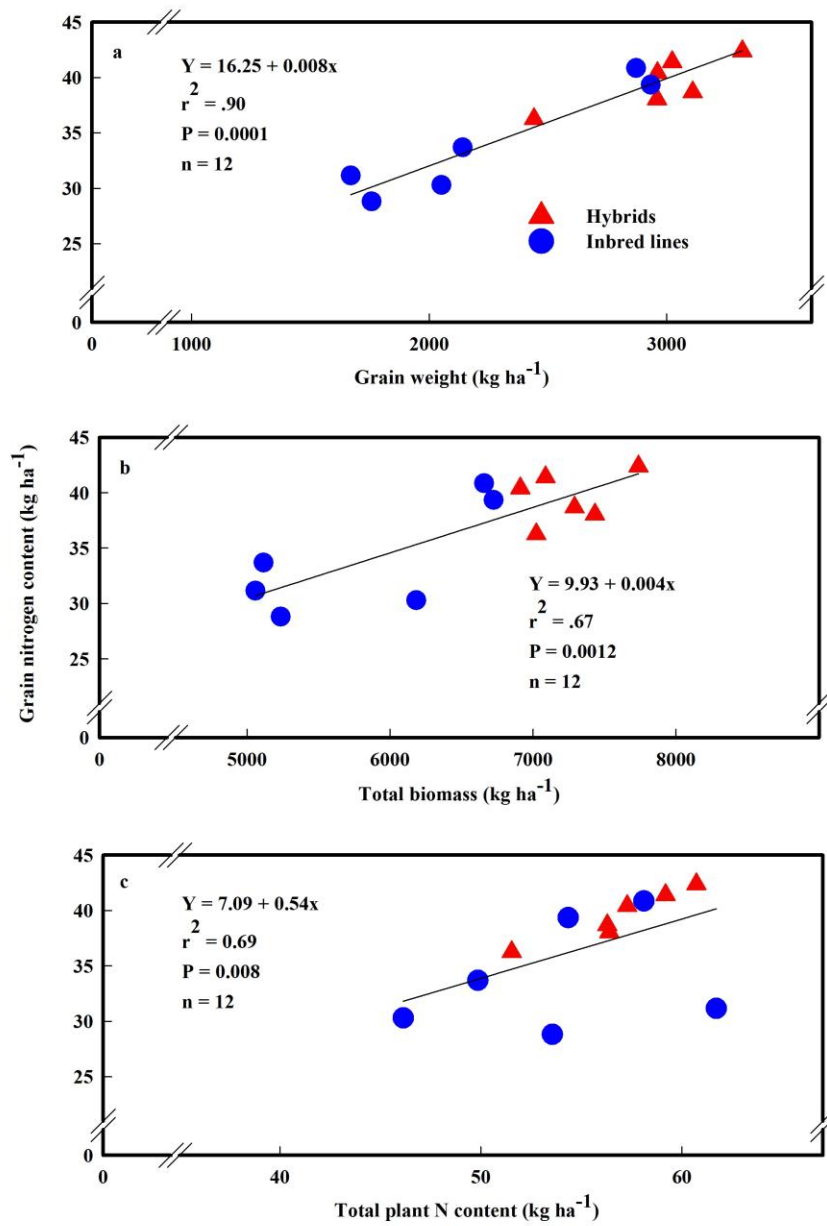 45
40
35
30
25
0
a
Y = 16.25 + 0.008x
r² = .90
P = 0.0001
n = 12
Hybrids
Inbred lines
0 1000 2000 3000
Grain weight (kg ha⁻¹)
Grain nitrogen content (kg ha⁻¹)
45
40
35
30
25
0
b
Y = 9.93 + 0.004x
r² = .67
P = 0.0012
n = 12
0 5000 6000 7000 8000
Total biomass (kg ha⁻¹)
45
40
35
30
25
0
c
Y = 7.09 + 0.54x
r² = 0.69
P = 0.008
n = 12
0 40 50 60
Total plant N content (kg ha⁻¹)